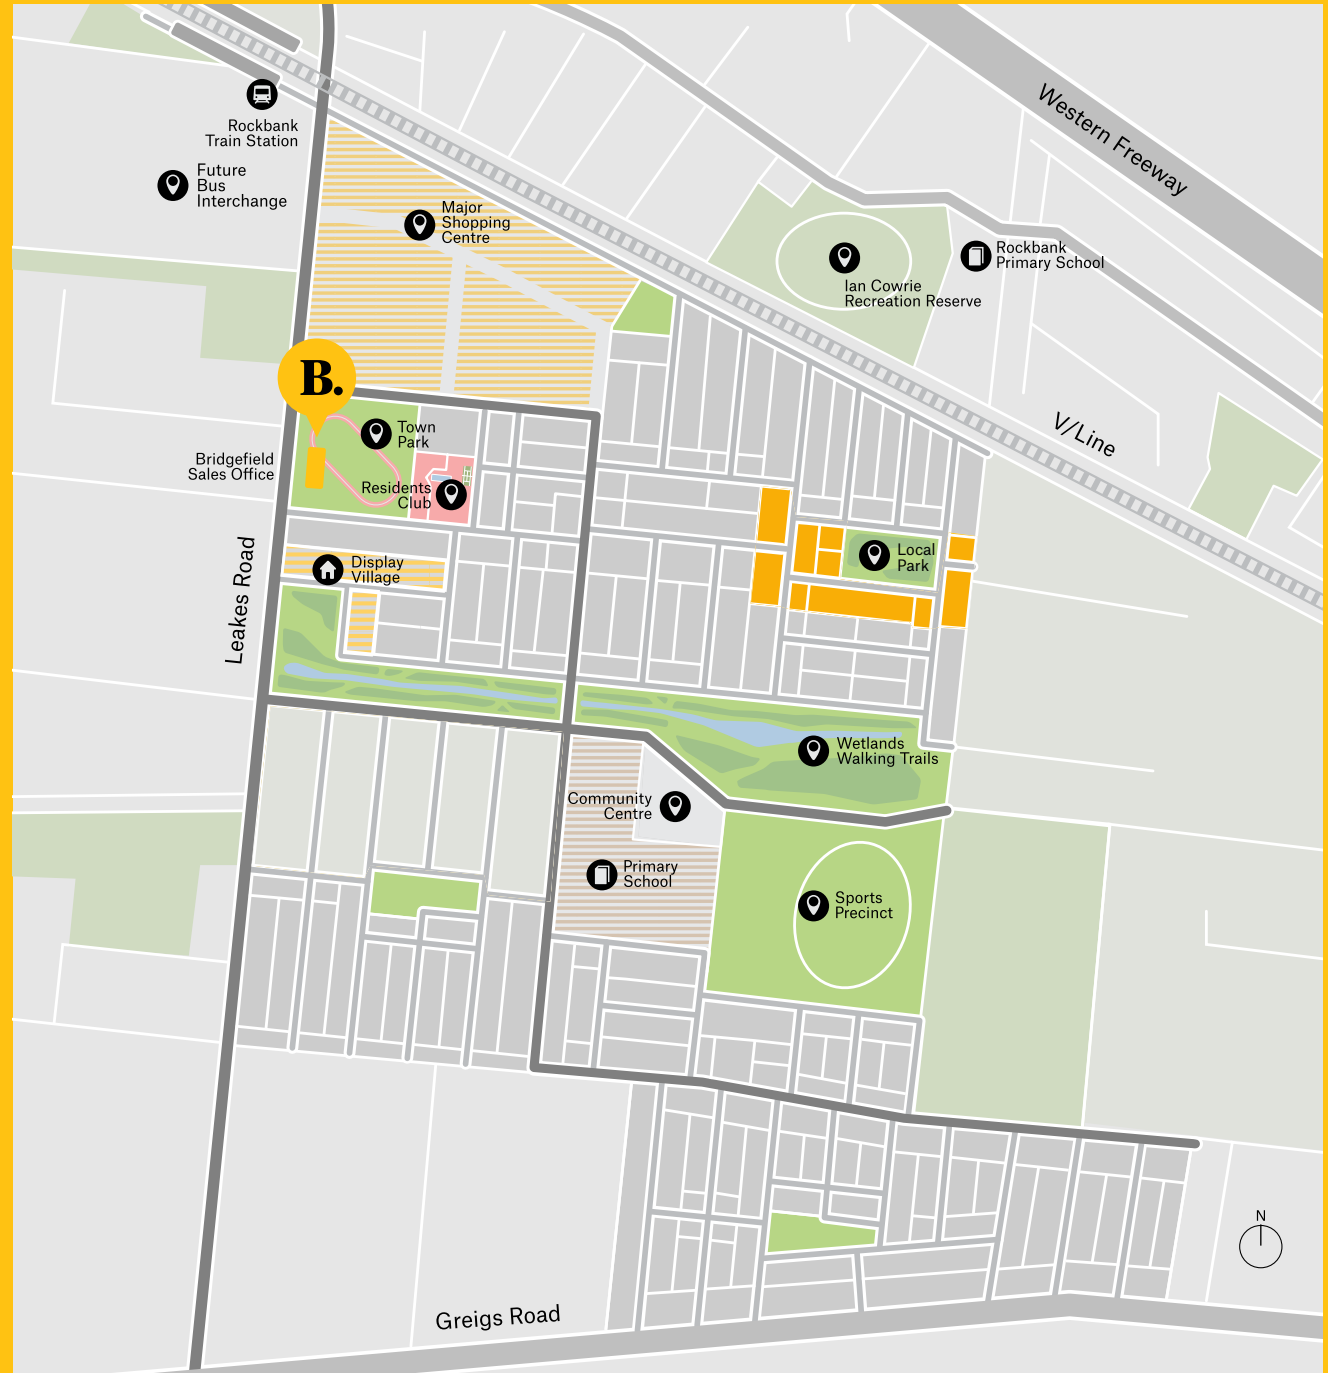 Western Freeway
Rockbank
Train Station
Future
Bus
Interchange
Major
Shopping
Centre
Rockbank
Primary School
Ian Cowrie
Recreation Reserve
B.
V/Line
Town
Park
Bridgefield
Sales Office
Residents
Club
Leakes Road
Display
Village
Local
Park
Wetlands
Walking Trails
Community
Centre
Primary
School
Sports
Precinct
N
Greigs Road